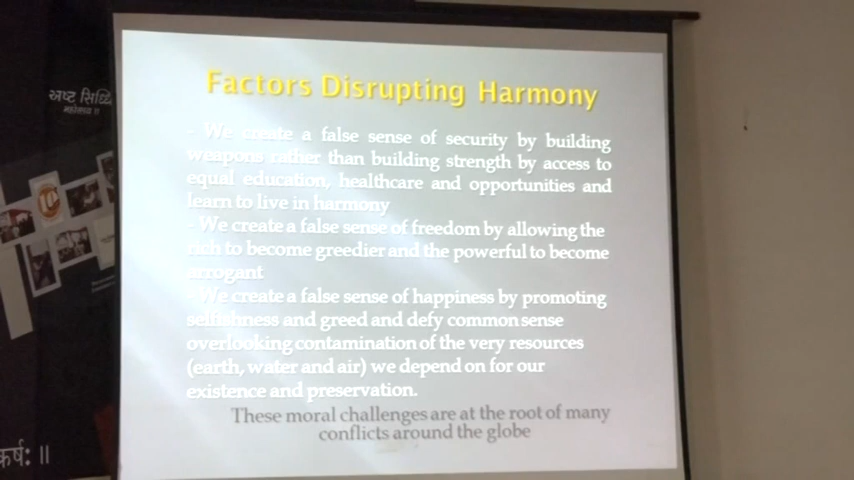 અષ્ટ સિદ્ધિ
Factors Disrupting Harmony
- We create a false sense of security by building
weapons rather than building strength by access to
equal education, healthcare and opportunities and
learn to live in harmony
- We create a false sense of freedom by allowing the
rich to become greedier and the powerful to become
arrogant
We create a false sense of happiness by promoting
selfishness and greed and defy common sense
overlooking contamination of the very resources
(earth, water and air) we depend on for our
existence and preservation.
These moral challenges are at the root of many
conflicts around the globe